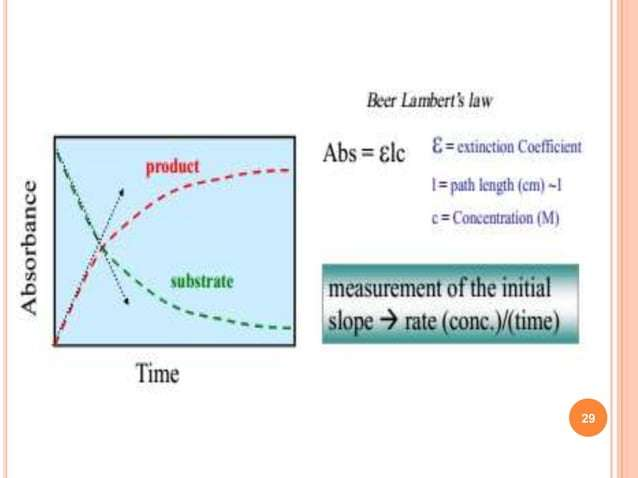 Beer Lambert's law
Abs = εlc
ε = extinction Coefficient
l = path length (cm) ~1
c = Concentration (M)
Absorbance
product
substrate
Time
measurement of the initial
slope → rate (conc.)/(time)
29